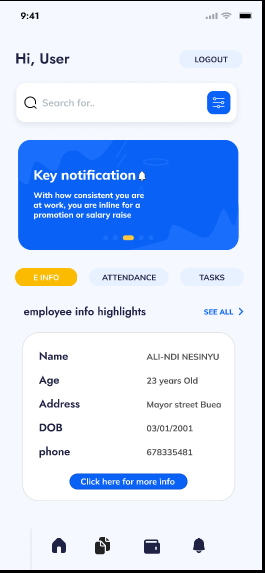 9:41
Hi, User
LOGOUT
Search for..
Key notification
With how consistent you are
at work, you are inline for a
promotion or salary raise
E INFO
ATTENDANCE
TASKS
employee info highlights
SEE ALL
Name
ALI-NDI NESINYU
Age
23 years Old
Address
Mayor street Buea
DOB
03/01/2001
phone
678335481
Click here for more info